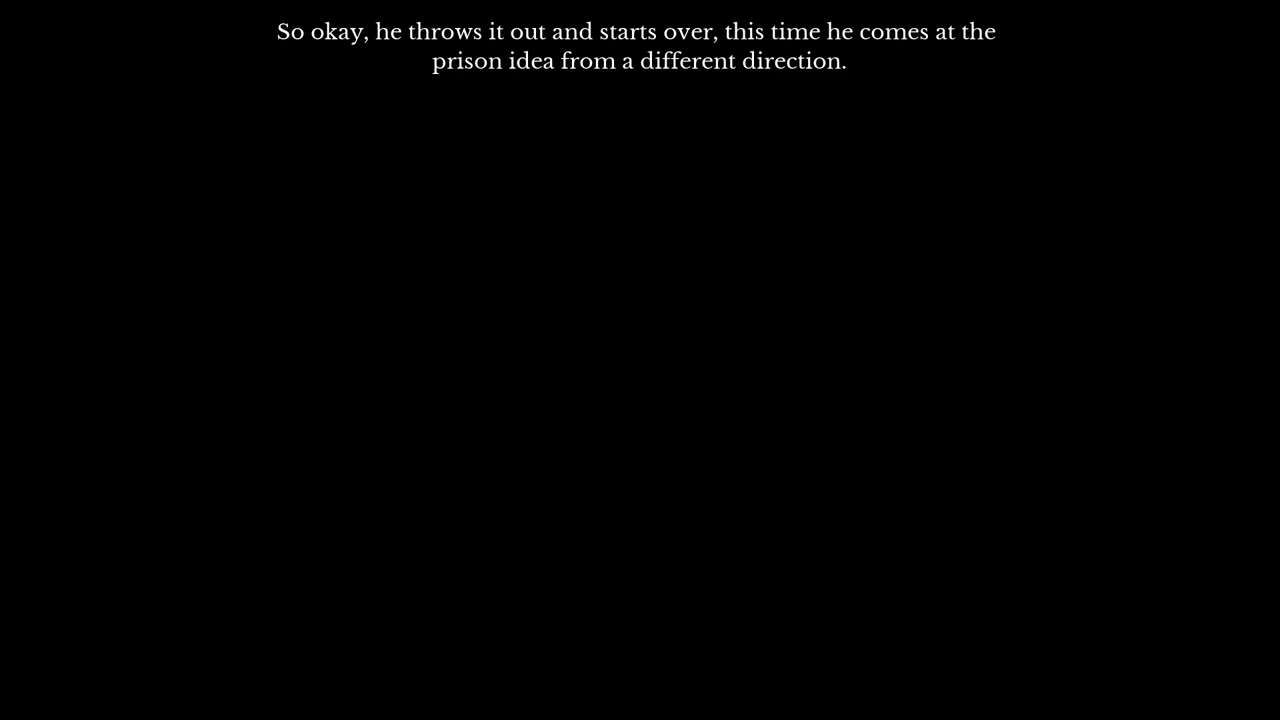 So okay, he throws it out and starts over, this time he comes at the
prison idea from a different direction.